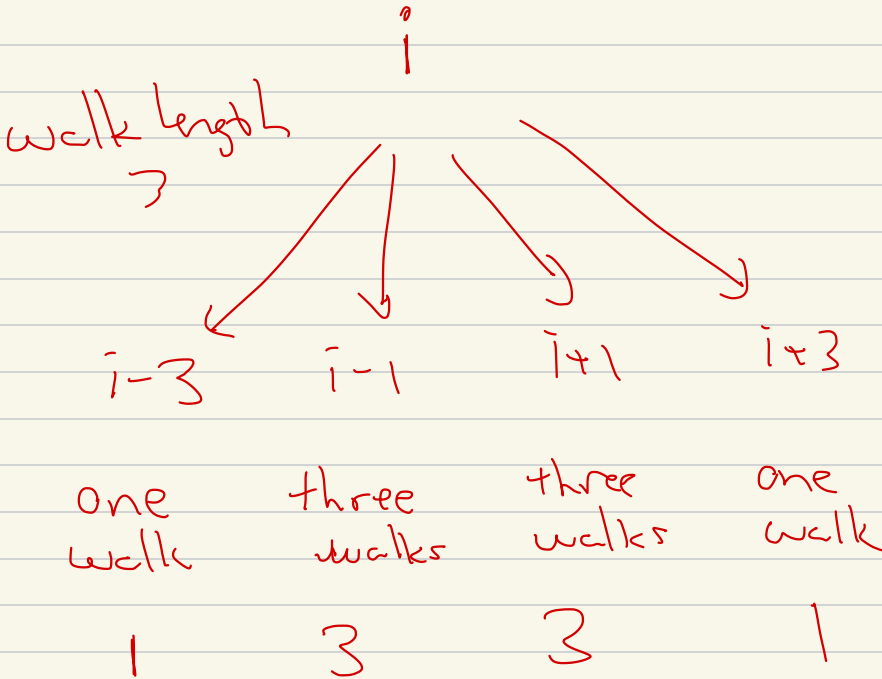 i
walk length
3
i-3 i-1 i+1 i+3
one three three one
walk walks walks walk
1 3 3 1